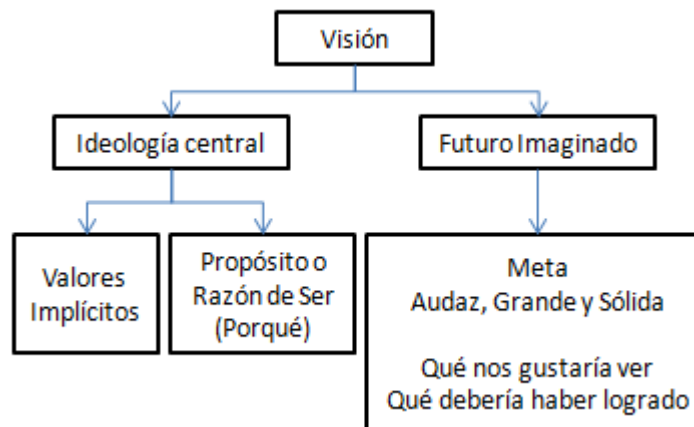 Visión
Ideología central
Futuro Imaginado
Valores
Implícitos
Propósito o
Razón de Ser
(Porqué)
Meta
Audaz, Grande y Sólida
Qué nos gustaría ver
Qué debería haber logrado